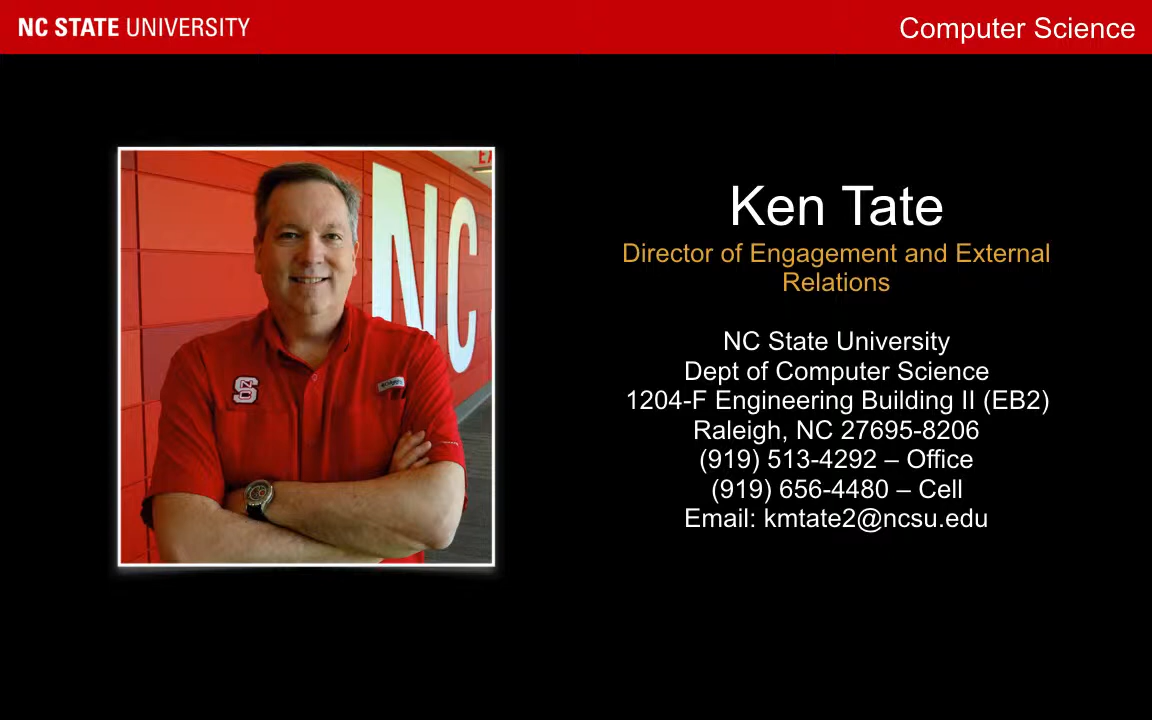 NC STATE UNIVERSITY
Computer Science
NC
Ken Tate
Director of Engagement and External
Relations
NC State University
Dept of Computer Science
1204-F Engineering Building II (EB2)
Raleigh, NC 27695-8206
(919) 513-4292 – Office
(919) 656-4480 – Cell
Email: kmtate2@ncsu.edu